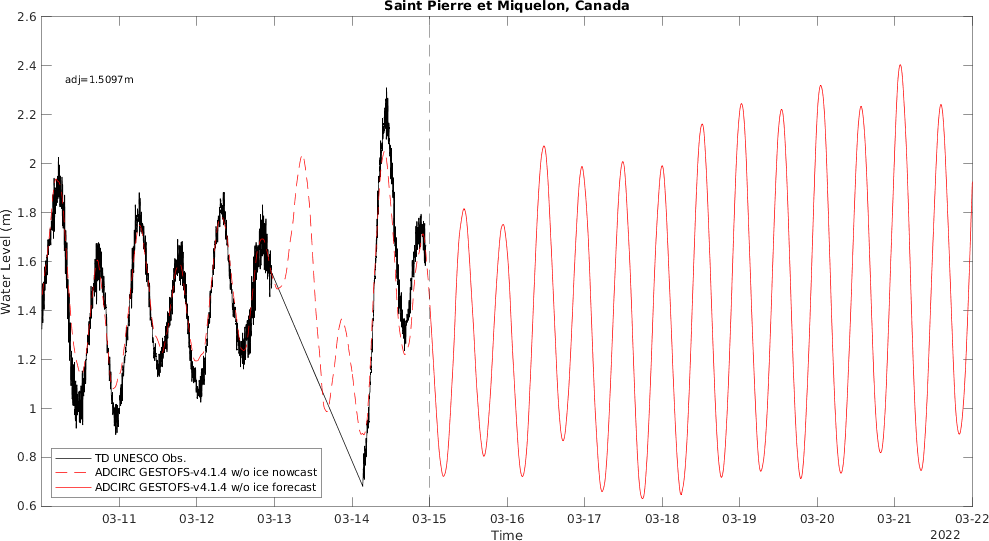 Saint Pierre et Miquelon, Canada
2.6
2.4
2.2
2
1.8
1.6
1.4
1.2
1
0.8
0.6
Water Level (m)
adj=1.5097m
TD UNESCO Obs.
ADCIRC GESTOFS-v4.1.4 w/o ice nowcast
ADCIRC GESTOFS-v4.1.4 w/o ice forecast
03-11 03-12 03-13 03-14 03-15 03-16 03-17 03-18 03-19 03-20 03-21 03-22
Time
2022